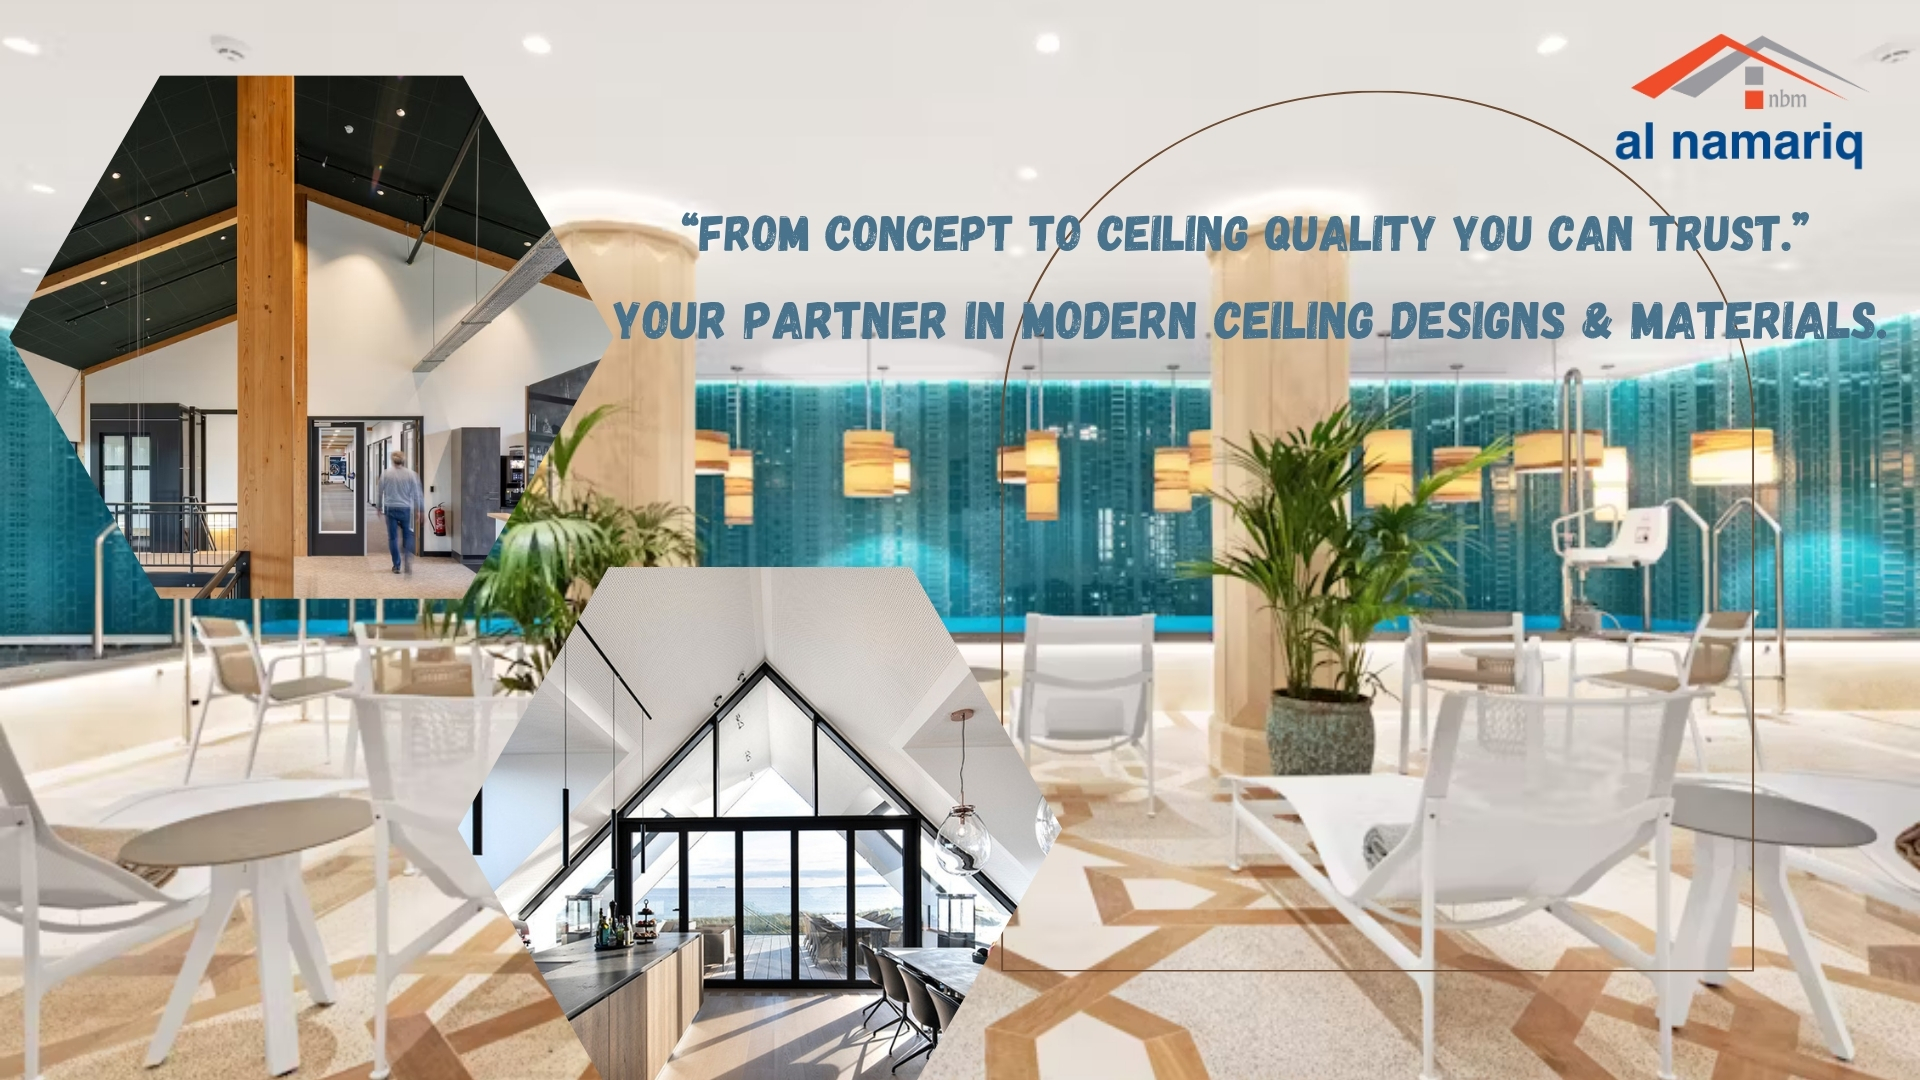 nbm
al namariq
“FROM CONCEPT TO CEILING QUALITY YOU CAN TRUST.”
YOUR PARTNER IN MODERN CEILING DESIGNS & MATERIALS.